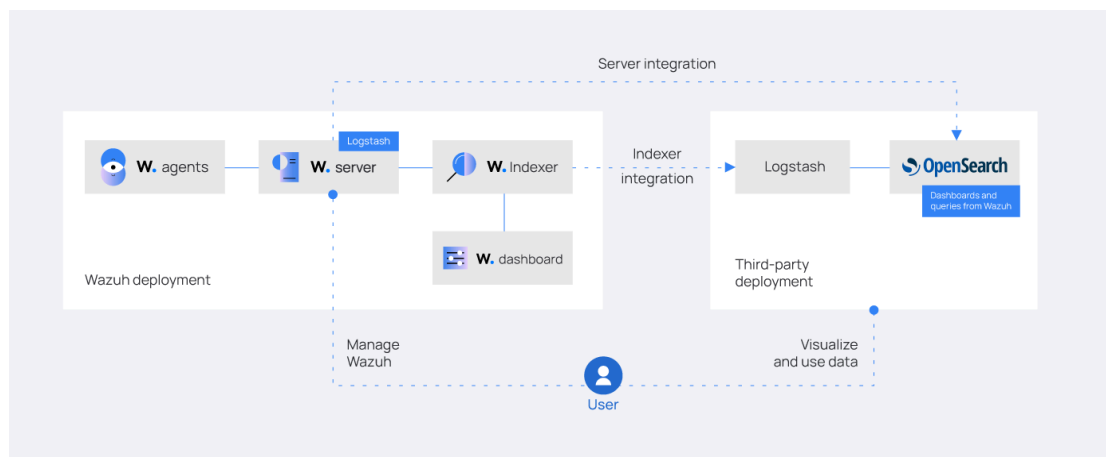 Server integration
Logstash
W. agents
W. server
W. Indexer
Indexer
integration
Logstash
OpenSearch
Dashboards and
queries from Wazuh
W. dashboard
Wazuh deployment
Third-party
deployment
Manage
Wazuh
Visualize
and use data
User